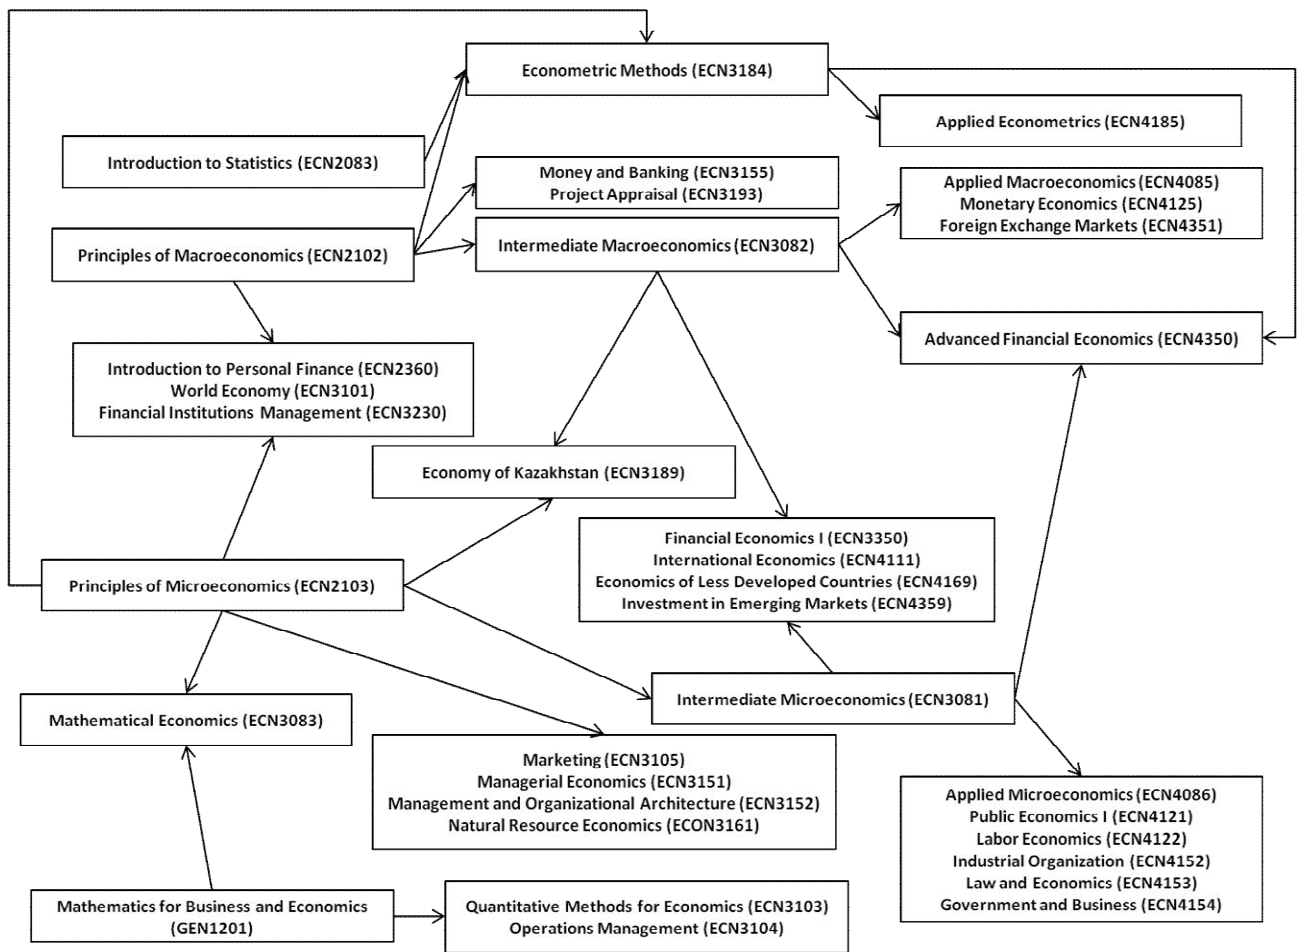 Econometric Methods (ECN3184)
Applied Econometrics (ECN4185)
Introduction to Statistics (ECN2083)
Money and Banking (ECN3155)
Project Appraisal (ECN3193)
Applied Macroeconomics (ECN4085)
Monetary Economics (ECN4125)
Foreign Exchange Markets (ECN4351)
Principles of Macroeconomics (ECN2102)
Intermediate Macroeconomics (ECN3082)
Advanced Financial Economics (ECN4350)
Introduction to Personal Finance (ECN2360)
World Economy (ECN3101)
Financial Institutions Management (ECN3230)
Economy of Kazakhstan (ECN3189)
Financial Economics I (ECN3350)
International Economics (ECN4111)
Economics of Less Developed Countries (ECN4169)
Investment in Emerging Markets (ECN4359)
Principles of Microeconomics (ECN2103)
Intermediate Microeconomics (ECN3081)
Mathematical Economics (ECN3083)
Marketing (ECN3105)
Managerial Economics (ECN3151)
Management and Organizational Architecture (ECN3152)
Natural Resource Economics (ECON3161)
Applied Microeconomics (ECN4086)
Public Economics I (ECN4121)
Labor Economics (ECN4122)
Industrial Organization (ECN4152)
Law and Economics (ECN4153)
Government and Business (ECN4154)
Mathematics for Business and Economics
(GEN1201)
Quantitative Methods for Economics (ECN3103)
Operations Management (ECN3104)